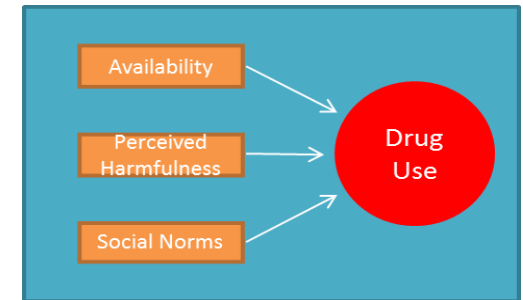 Availability
Perceived
Harmfulness
Social Norms
Drug
Use